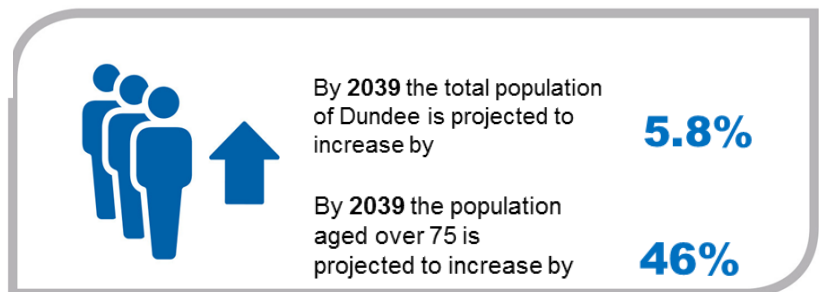 By 2039 the total population
of Dundee is projected to
increase by
5.8%
By 2039 the population
aged over 75 is
projected to increase by
46%